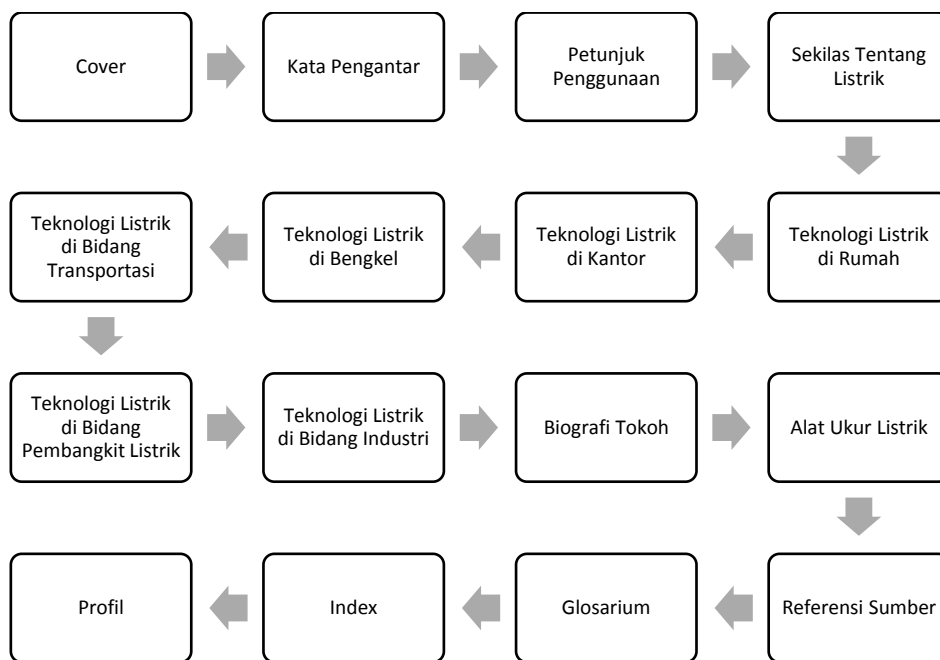 Cover
Kata Pengantar
Petunjuk
Penggunaan
Sekilas Tentang
Listrik
Teknologi Listrik
di Rumah
Teknologi Listrik
di Kantor
Teknologi Listrik
di Bengkel
Teknologi Listrik
di Bidang
Transportasi
Teknologi Listrik
di Bidang
Pembangkit Listrik
Teknologi Listrik
di Bidang Industri
Biografi Tokoh
Alat Ukur Listrik
Referensi Sumber
Glosarium
Index
Profil